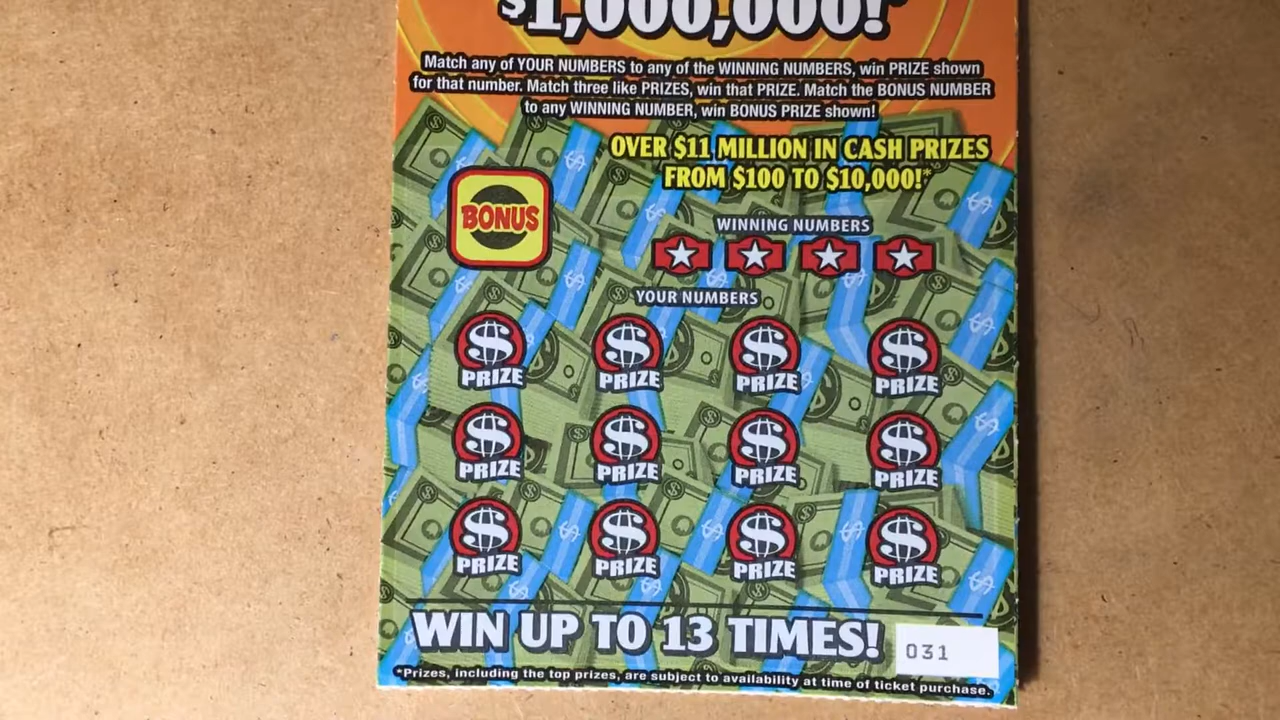 $1,000,000!*
Match any of YOUR NUMBERS to any of the WINNING NUMBERS, win PRIZE shown
for that number. Match three like PRIZES, win that PRIZE. Match the BONUS NUMBER
to any WINNING NUMBER, win BONUS PRIZE shown!
OVER $11 MILLION IN CASH PRIZES
FROM $100 TO $10,000!*
BONUS
WINNING NUMBERS
YOUR NUMBERS
$ PRIZE $ PRIZE $ PRIZE $ PRIZE
$ PRIZE $ PRIZE $ PRIZE $ PRIZE
$ PRIZE $ PRIZE $ PRIZE $ PRIZE
WIN UP TO 13 TIMES!
031
*Prizes, including the top prizes, are subject to availability at time of ticket purchase.